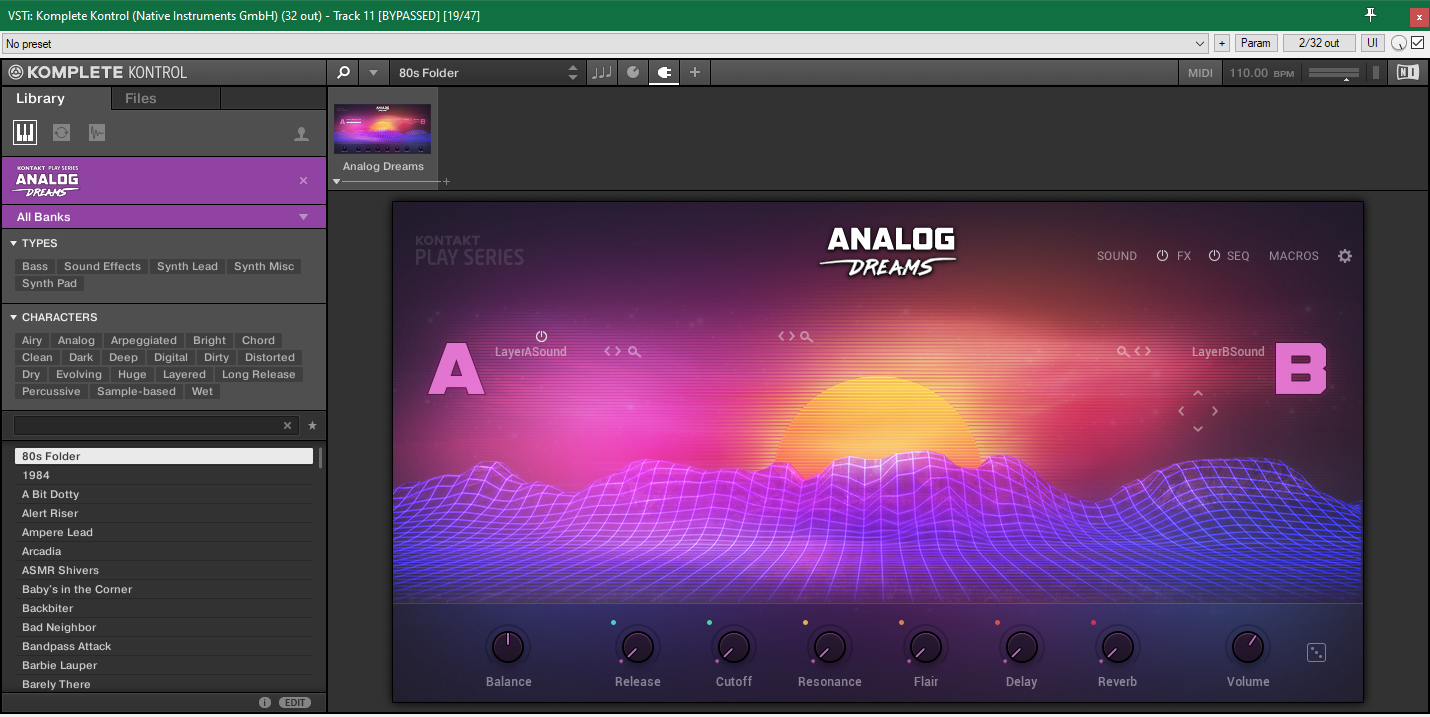 VSTi: Komplete Kontrol (Native Instruments GmbH) (32 out) - Track 11 [BYPASSED] [19/47]
x
No preset
+ Param 2/32 out UI
KOMPLETE KONTROL
80s Folder
MIDI 110.00 BPM
Library Files
KONTAKT PLAY SERIES
ANALOG
DREAMS
All Banks
TYPES
Bass Sound Effects Synth Lead Synth Misc
Synth Pad
CHARACTERS
Airy Analog Arpeggiated Bright Chord
Clean Dark Deep Digital Dirty Distorted
Dry Evolving Huge Layered Long Release
Percussive Sample-based Wet
80s Folder
1984
A Bit Dotty
Alert Riser
Ampere Lead
Arcadia
ASMR Shivers
Baby's in the Corner
Backbiter
Bad Neighbor
Bandpass Attack
Barbie Lauper
Barely There
EDIT
Analog Dreams
KONTAKT
PLAY SERIES
ANALOG
DREAMS
SOUND FX SEQ MACROS
A LayerASound
LayerBSound B
Balance Release Cutoff Resonance Flair Delay Reverb Volume